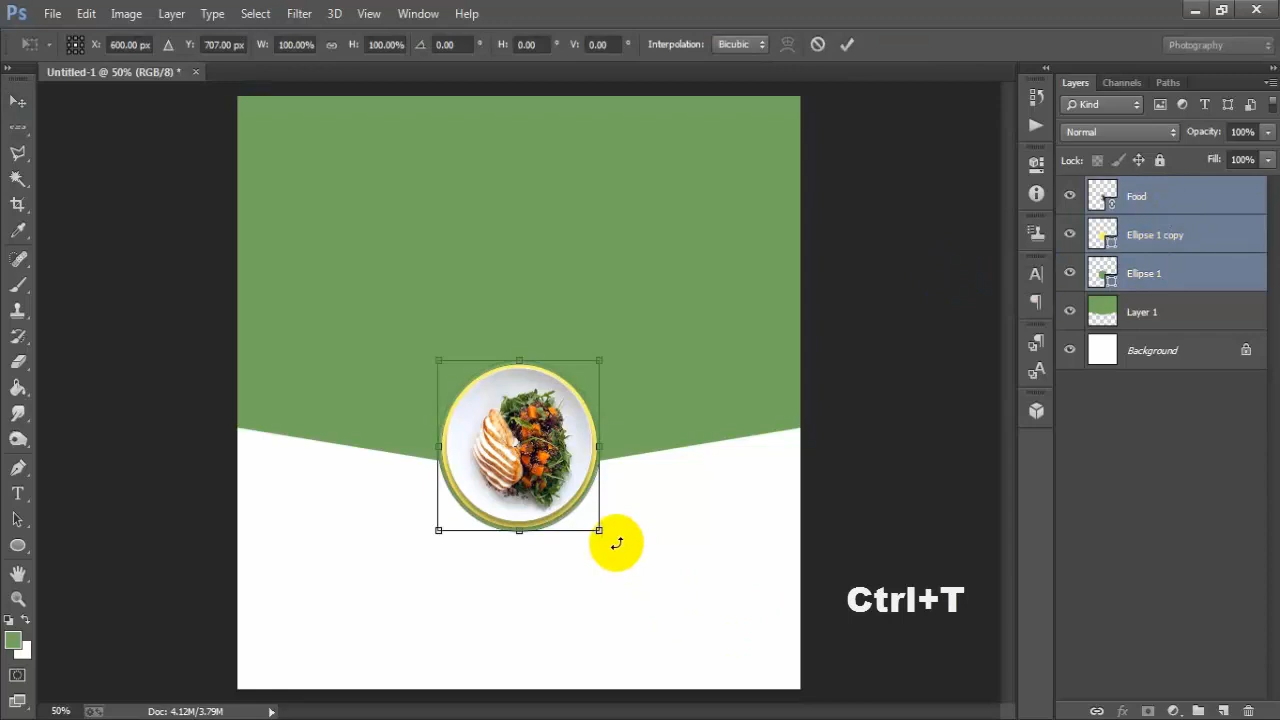 Ps File Edit Image Layer Type Select Filter 3D View Window Help
X: 600.00 px Y: 707.00 px W: 100.00% H: 100.00% 0.00 ° H: 0.00 ° V: 0.00 ° Interpolation: Bicubic Photography
Untitled-1 @ 50% (RGB/8) * ×
Layers Channels Paths
Kind
Normal Opacity: 100%
Lock: Fill: 100%
Food
Ellipse 1 copy
Ellipse 1
Layer 1
Background
Ctrl+T
50% Doc: 4.12M/3.79M